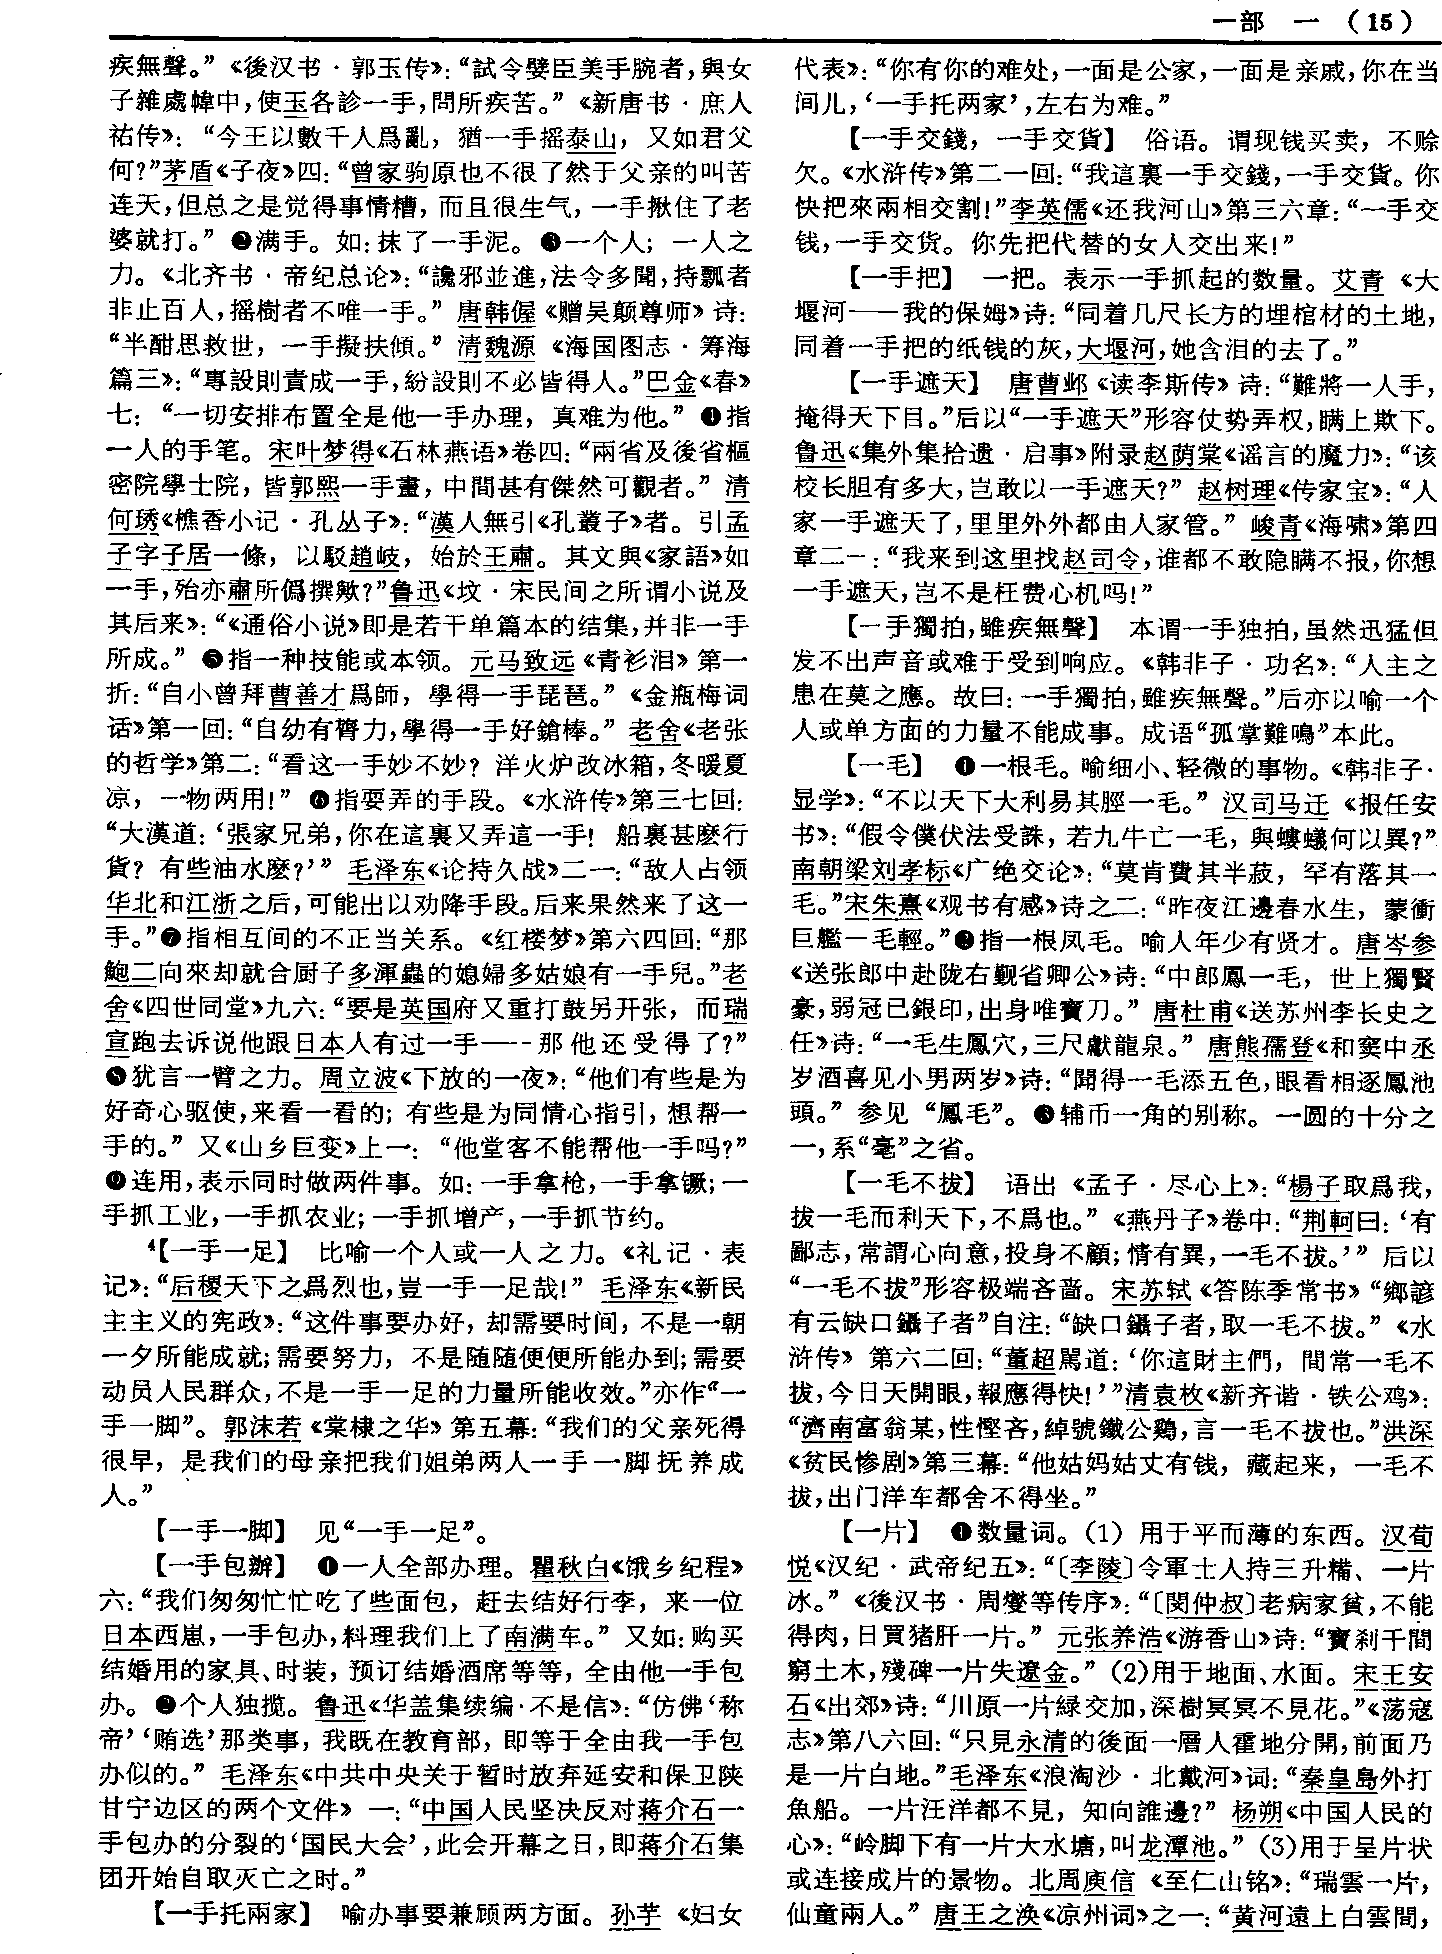 一部　一　（15）
疾無聲。”《後汉书·郭玉传》：“試令嬖臣美手腕者，與女
子雜處帷中，使玉各診一手，問所疾苦。”《新唐书·庶人
祐传》：“今王以數千人爲亂，猶一手摇泰山，又如君父
何？”茅盾《子夜》四：“曾家驹原也不很了然于父亲的叫苦
连天，但总之是觉得事情糟，而且很生气，一手揪住了老
婆就打。”❷满手。如：抹了一手泥。❸一个人；一人之
力。《北齐书·帝纪总论》：“讒邪並進，法令多聞，持瓢者
非止百人，摇樹者不唯一手。”唐韩偓《赠吴颠尊师》诗：
“半酣思救世，一手擬扶傾。”清魏源《海国图志·筹海
篇三》：“專設則責成一手，紛設則不必皆得人。”巴金《春》
七：“一切安排布置全是他一手办理，真难为他。”❹指
一人的手笔。宋叶梦得《石林燕语》卷四：“兩省及後省樞
密院學士院，皆郭熙一手畫，中間甚有傑然可觀者。”清
何琇《樵香小记·孔丛子》：“漢人無引《孔叢子》者。引孟
子字子居一條，以駁趙岐，始於王肅。其文與《家語》如
一手，殆亦肅所僞撰歟？”鲁迅《坟·宋民间之所谓小说及
其后来》：“《通俗小说》即是若干单篇本的结集，并非一手
所成。”❺指一种技能或本领。元马致远《青衫泪》第一
折：“自小曾拜曹善才爲師，學得一手琵琶。”《金瓶梅词
话》第一回：“自幼有膂力，學得一手好鎗棒。”老舍《老张
的哲学》第二：“看这一手妙不妙？洋火炉改冰箱，冬暖夏
凉，一物两用！”❻指耍弄的手段。《水浒传》第三七回：
“大漢道：‘張家兄弟，你在這裏又弄這一手！船裏甚麽行
貨？有些油水麽？’”毛泽东《论持久战》二一：“敌人占领
华北和江浙之后，可能出以劝降手段。后来果然来了这一
手。”❼指相互间的不正当关系。《红楼梦》第六四回：“那
鮑二向來却就合厨子多渾蟲的媳婦多姑娘有一手兒。”老
舍《四世同堂》九六：“要是英国府又重打鼓另开张，而瑞
宣跑去诉说他跟日本人有过一手——那他还受得了？”
❽犹言一臂之力。周立波《下放的一夜》：“他们有些是为
好奇心驱使，来看一看的；有些是为同情心指引，想帮一
手的。”又《山乡巨变》上一：“他堂客不能帮他一手吗？”
❾连用，表示同时做两件事。如：一手拿枪，一手拿镢；一
手抓工业，一手抓农业；一手抓增产，一手抓节约。
⁴【一手一足】　比喻一个人或一人之力。《礼记·表
记》：“后稷天下之爲烈也，豈一手一足哉！”毛泽东《新民
主主义的宪政》：“这件事要办好，却需要时间，不是一朝
一夕所能成就；需要努力，不是随随便便所能办到；需要
动员人民群众，不是一手一足的力量所能收效。”亦作“一
手一脚”。郭沫若《棠棣之华》第五幕：“我们的父亲死得
很早，是我们的母亲把我们姐弟两人一手一脚抚养成
人。”
【一手一脚】　见“一手一足”。
【一手包辦】　❶一人全部办理。瞿秋白《饿乡纪程》
六：“我们匆匆忙忙吃了些面包，赶去结好行李，来一位
日本西崽，一手包办，料理我们上了南满车。”又如：购买
结婚用的家具、时装，预订结婚酒席等等，全由他一手包
办。❷个人独揽。鲁迅《华盖集续编·不是信》：“仿佛‘称
帝’‘贿选’那类事，我既在教育部，即等于全由我一手包
办似的。”毛泽东《中共中央关于暂时放弃延安和保卫陕
甘宁边区的两个文件》一：“中国人民坚决反对蒋介石一
手包办的分裂的‘国民大会’，此会开幕之日，即蒋介石集
团开始自取灭亡之时。”
【一手托兩家】　喻办事要兼顾两方面。孙芋《妇女
代表》：“你有你的难处，一面是公家，一面是亲戚，你在当
间儿，‘一手托两家’，左右为难。”
【一手交錢，一手交貨】　俗语。谓现钱买卖，不赊
欠。《水浒传》第二一回：“我這裏一手交錢，一手交貨。你
快把來兩相交割！”李英儒《还我河山》第三六章：“一手交
钱，一手交货。你先把代替的女人交出来！”
【一手把】　一把。表示一手抓起的数量。艾青《大
堰河——我的保姆》诗：“同着几尺长方的埋棺材的土地，
同着一手把的纸钱的灰，大堰河，她含泪的去了。”
【一手遮天】　唐曹邺《读李斯传》诗：“難將一人手，
掩得天下目。”后以“一手遮天”形容仗势弄权，瞒上欺下。
鲁迅《集外集拾遗·启事》附录赵荫棠《谣言的魔力》：“该
校长胆有多大，岂敢以一手遮天？”赵树理《传家宝》：“人
家一手遮天了，里里外外都由人家管。”峻青《海啸》第四
章二一：“我来到这里找赵司令，谁都不敢隐瞒不报，你想
一手遮天，岂不是枉费心机吗！”
【一手獨拍，雖疾無聲】　本谓一手独拍，虽然迅猛但
发不出声音或难于受到响应。《韩非子·功名》：“人主之
患在莫之應。故曰：一手獨拍，雖疾無聲。”后亦以喻一个
人或单方面的力量不能成事。成语“孤掌難鳴”本此。
【一毛】　❶一根毛。喻细小、轻微的事物。《韩非子·
显学》：“不以天下大利易其脛一毛。”汉司马迁《报任安
书》：“假令僕伏法受誅，若九牛亡一毛，與螻蟻何以異？”
南朝梁刘孝标《广绝交论》：“莫肯費其半菽，罕有落其一
毛。”宋朱熹《观书有感》诗之二：“昨夜江邊春水生，蒙衝
巨艦一毛輕。”❷指一根凤毛。喻人年少有贤才。唐岑参
《送张郎中赴陇右觐省卿公》诗：“中郎鳳一毛，世上獨賢
豪，弱冠已銀印，出身唯寶刀。”唐杜甫《送苏州李长史之
任》诗：“一毛生鳳穴，三尺獻龍泉。”唐熊孺登《和窦中丞
岁酒喜见小男两岁》诗：“聞得一毛添五色，眼看相逐鳳池
頭。”参见“鳳毛”。❸辅币一角的别称。一圆的十分之
一，系“毫”之省。
【一毛不拔】　语出《孟子·尽心上》：“楊子取爲我，
拔一毛而利天下，不爲也。”《燕丹子》卷中：“荆軻曰：‘有
鄙志，常謂心向意，投身不顧；情有異，一毛不拔。’”后以
“一毛不拔”形容极端吝啬。宋苏轼《答陈季常书》“鄉諺
有云缺口鑷子者”自注：“缺口鑷子者，取一毛不拔。”《水
浒传》第六二回：“董超駡道：‘你這財主們，閒常一毛不
拔，今日天開眼，報應得快！’”清袁枚《新齐谐·铁公鸡》：
“濟南富翁某，性慳吝，綽號鐵公鷄，言一毛不拔也。”洪深
《贫民惨剧》第三幕：“他姑妈姑丈有钱，藏起来，一毛不
拔，出门洋车都舍不得坐。”
【一片】　❶数量词。（1）用于平而薄的东西。汉荀
悦《汉纪·武帝纪五》：“〔李陵〕令軍士人持三升糒、一片
冰。”《後汉书·周燮等传序》：“〔閔仲叔〕老病家貧，不能
得肉，日買猪肝一片。”元张养浩《游香山》诗：“寶刹千間
窮土木，殘碑一片失遼金。”（2）用于地面、水面。宋王安
石《出郊》诗：“川原一片緑交加，深樹冥冥不見花。”《荡寇
志》第八六回：“只見永清的後面一層人霍地分開，前面乃
是一片白地。”毛泽东《浪淘沙·北戴河》词：“秦皇島外打
魚船。一片汪洋都不見，知向誰邊？”杨朔《中国人民的
心》：“岭脚下有一片大水塘，叫龙潭池。”（3）用于呈片状
或连接成片的景物。北周庾信《至仁山铭》：“瑞雲一片，
仙童兩人。”唐王之涣《凉州词》之一：“黄河遠上白雲間，